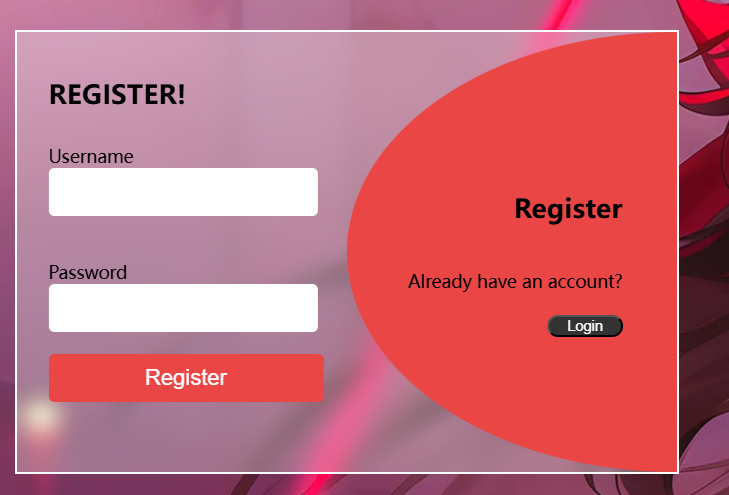 REGISTER!
Username
Password
Register
Register
Already have an account?
Login